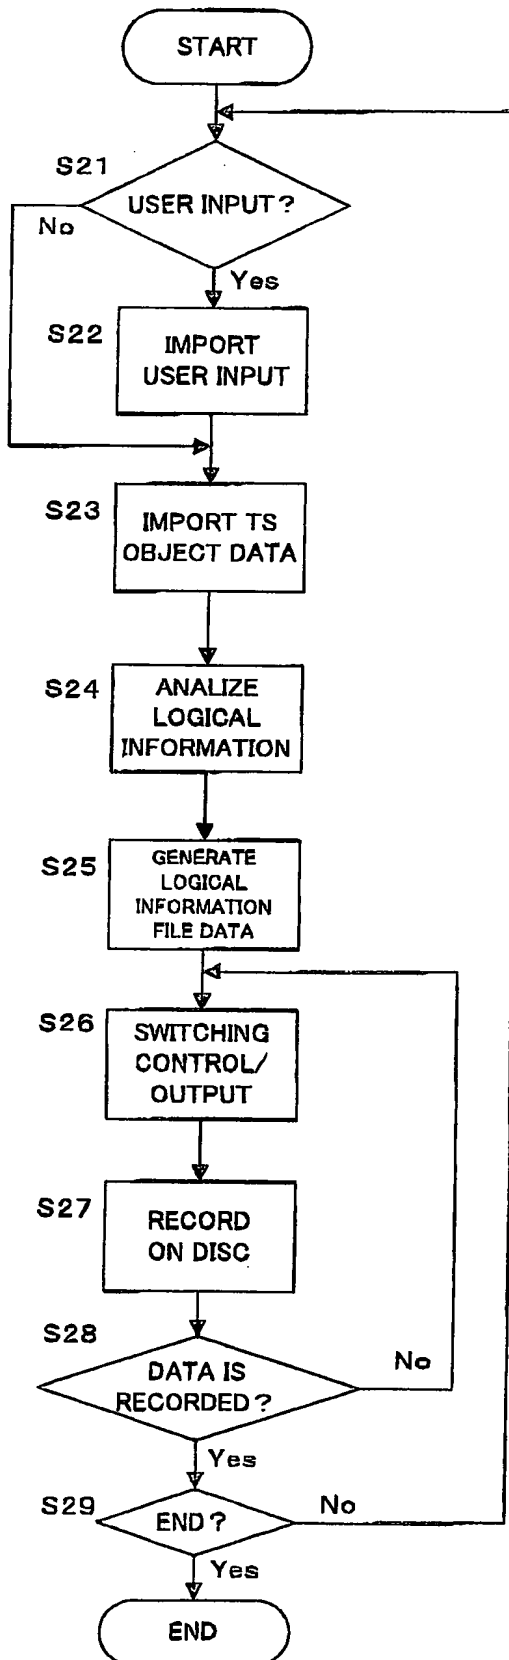 START
S21
USER INPUT?
No
Yes
S22
IMPORT
USER INPUT
S23
IMPORT TS
OBJECT DATA
S24
ANALIZE
LOGICAL
INFORMATION
S25
GENERATE
LOGICAL
INFORMATION
FILE DATA
S26
SWITCHING
CONTROL/
OUTPUT
S27
RECORD
ON DISC
S28
DATA IS
RECORDED?
No
Yes
S29
END?
No
Yes
END